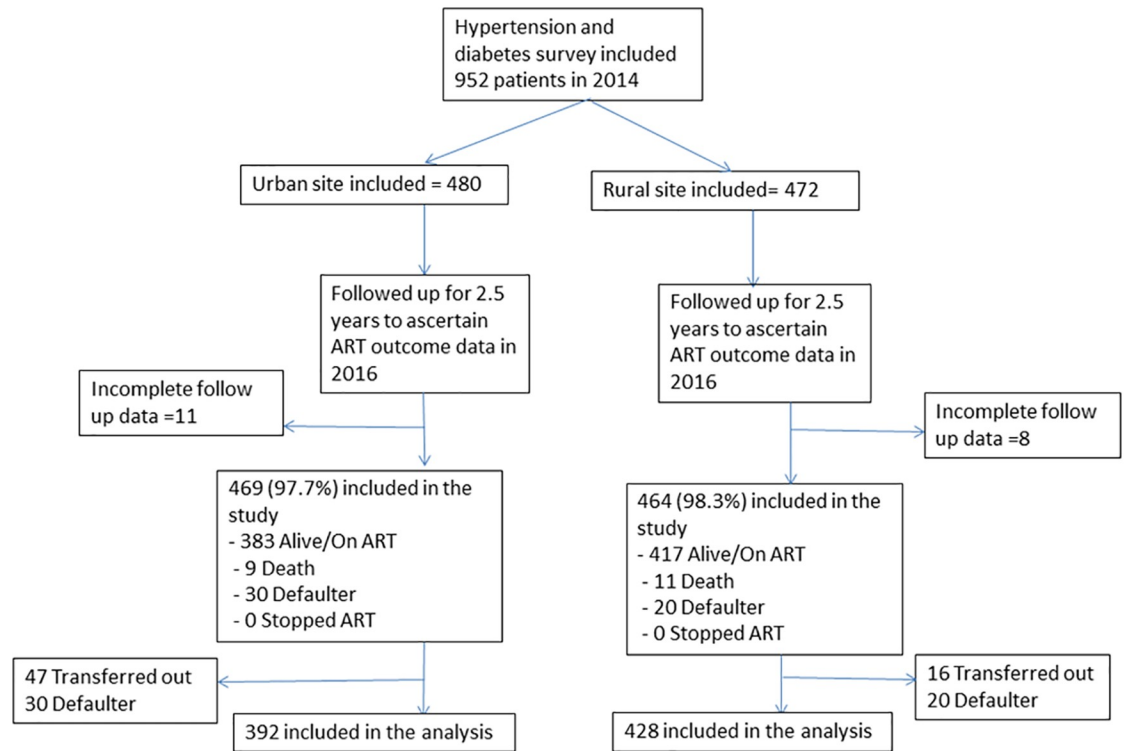 Hypertension and
diabetes survey included
952 patients in 2014
Urban site included = 480
Rural site included= 472
Followed up for 2.5
years to ascertain
ART outcome data in
2016
Followed up for 2.5
years to ascertain
ART outcome data in
2016
Incomplete follow
up data =11
Incomplete follow
up data =8
469 (97.7%) included in the
study
- 383 Alive/On ART
- 9 Death
- 30 Defaulter
- 0 Stopped ART
464 (98.3%) included in the
study
- 417 Alive/On ART
- 11 Death
- 20 Defaulter
- 0 Stopped ART
47 Transferred out
30 Defaulter
16 Transferred out
20 Defaulter
392 included in the analysis
428 included in the analysis